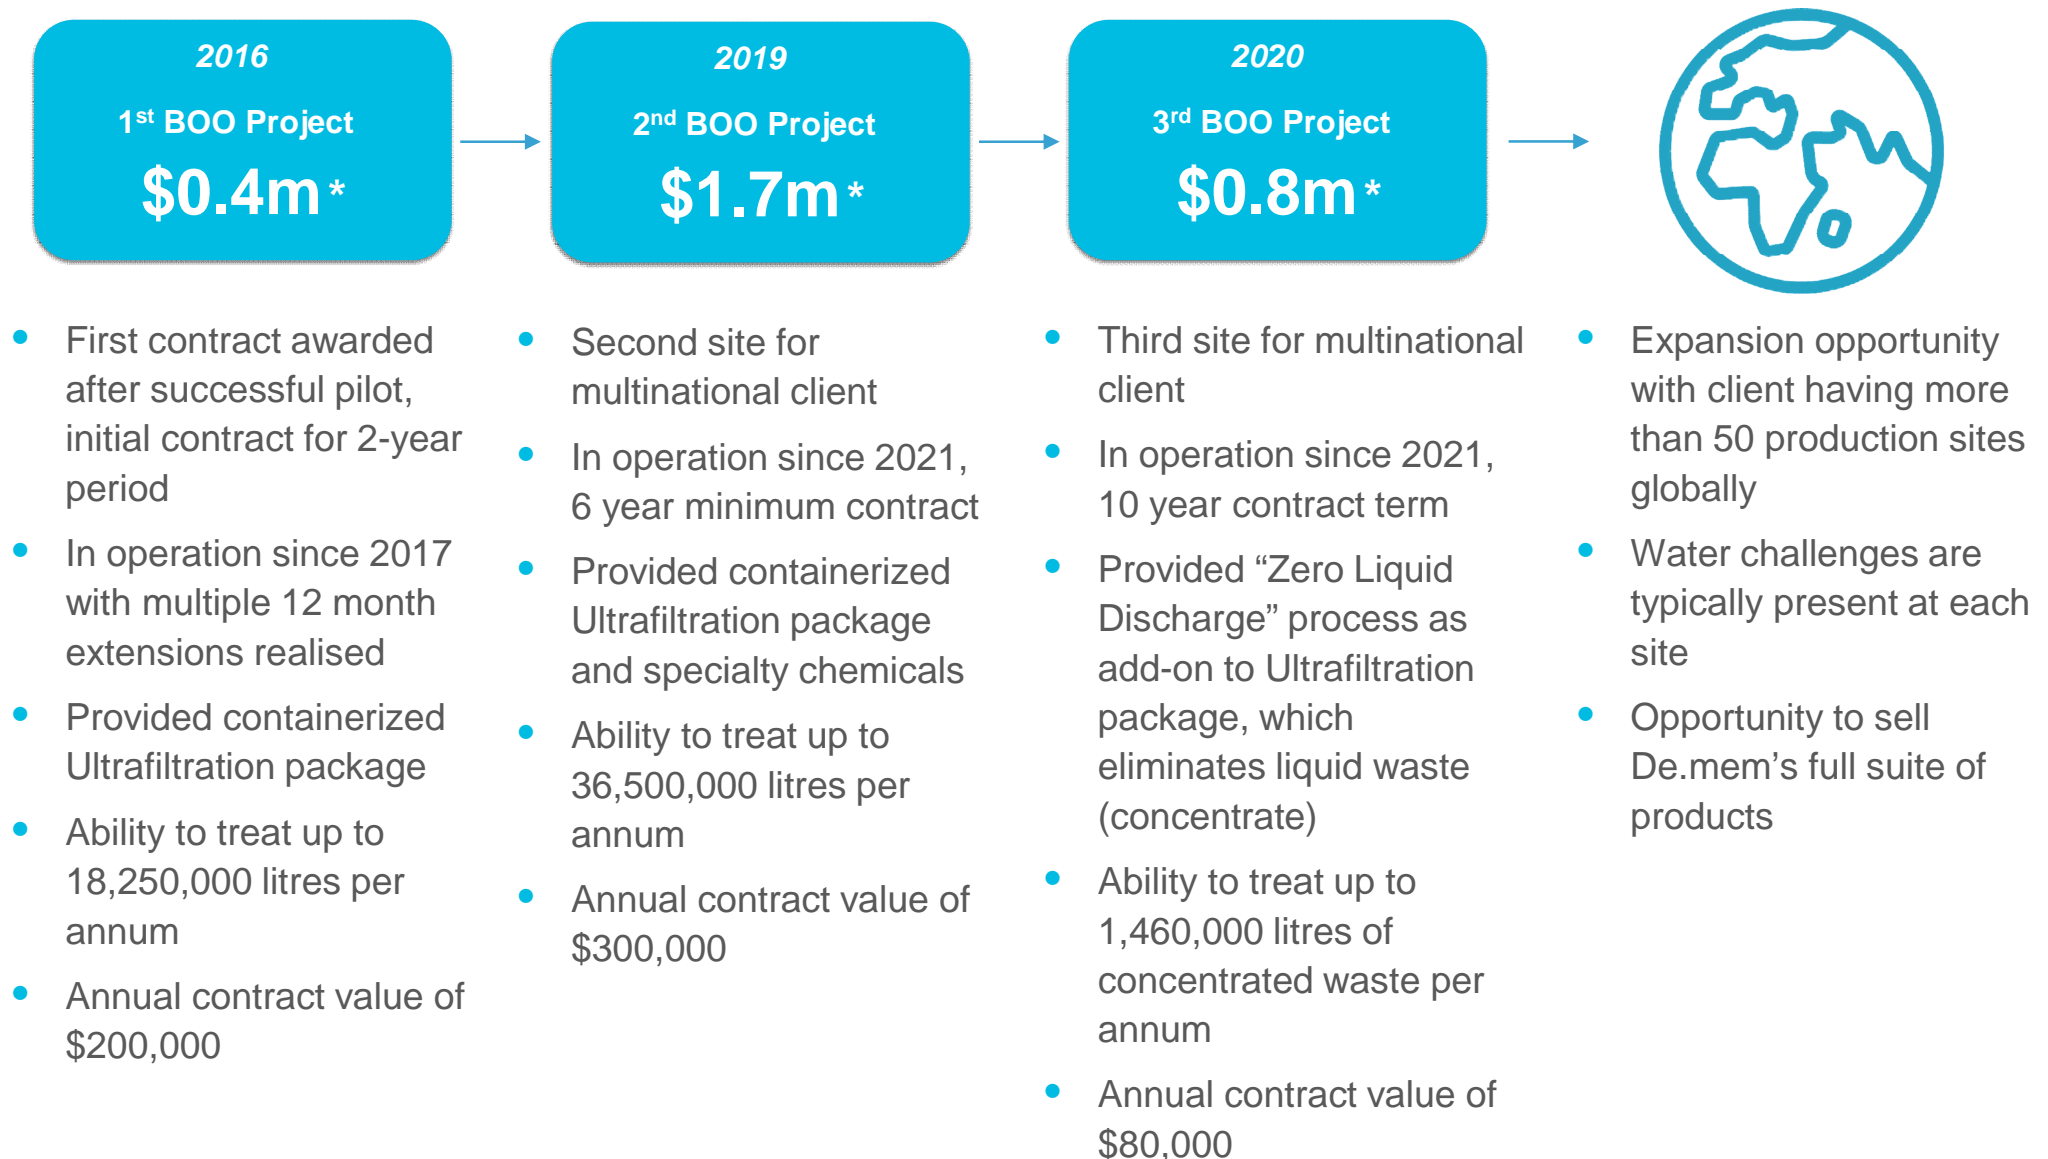 2016
1st BOO Project
$0.4m*
First contract awarded
after successful pilot,
initial contract for 2-year
period
In operation since 2017
with multiple 12 month
extensions realised
Provided containerized
Ultrafiltration package
Ability to treat up to
18,250,000 litres per
annum
Annual contract value of
$200,000
2019
2nd BOO Project
$1.7m*
Second site for
multinational client
In operation since 2021,
6 year minimum contract
Provided containerized
Ultrafiltration package
and specialty chemicals
Ability to treat up to
36,500,000 litres per
annum
Annual contract value of
$300,000
2020
3rd BOO Project
$0.8m*
Third site for multinational
client
In operation since 2021,
10 year contract term
Provided “Zero Liquid
Discharge” process as
add-on to Ultrafiltration
package, which
eliminates liquid waste
(concentrate)
Ability to treat up to
1,460,000 litres of
concentrated waste per
annum
Annual contract value of
$80,000
Expansion opportunity
with client having more
than 50 production sites
globally
Water challenges are
typically present at each
site
Opportunity to sell
De.mem’s full suite of
products